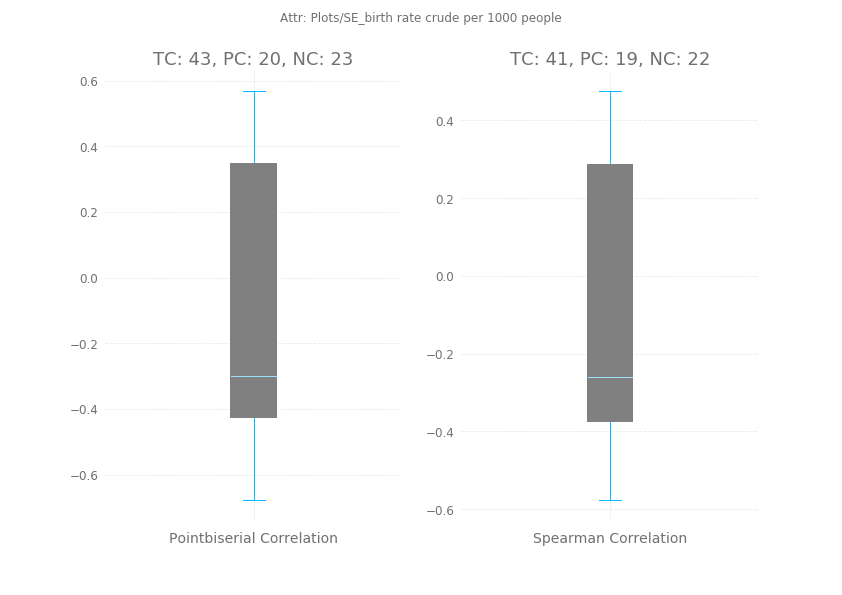 Attr: Plots/SE_birth rate crude per 1000 people
TC: 43, PC: 20, NC: 23
0.6
0.4
0.2
0.0
−0.2
−0.4
−0.6
Pointbiserial Correlation
TC: 41, PC: 19, NC: 22
0.4
0.2
0.0
−0.2
−0.4
−0.6
Spearman Correlation